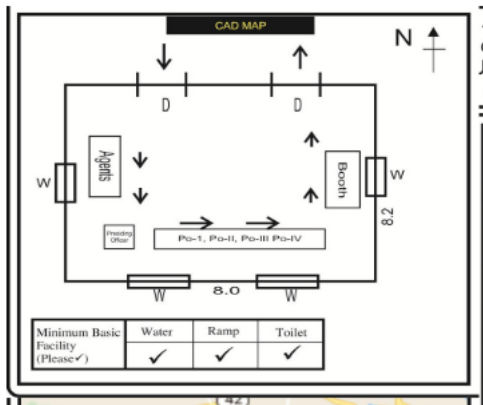 CAD MAP
N
D
D
Agents
Booth
W
W
8.2
Presiding
Officer
Po-1, Po-II, Po-III Po-IV
W
8.0
W
Minimum Basic
Facility
(Please✓)
Water
Ramp
Toilet
✓
✓
✓
[42]